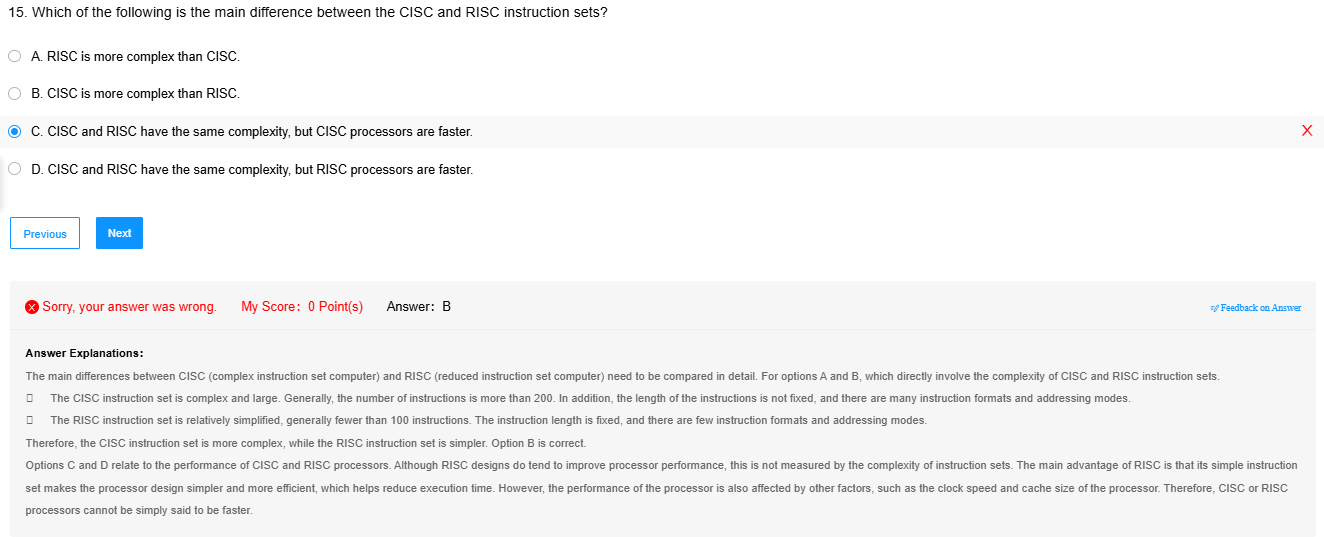 15. Which of the following is the main difference between the CISC and RISC instruction sets?
A. RISC is more complex than CISC.
B. CISC is more complex than RISC.
C. CISC and RISC have the same complexity, but CISC processors are faster.
D. CISC and RISC have the same complexity, but RISC processors are faster.
Previous
Next
Sorry, your answer was wrong. My Score: 0 Point(s) Answer: B
Feedback on Answer
Answer Explanations:
The main differences between CISC (complex instruction set computer) and RISC (reduced instruction set computer) need to be compared in detail. For options A and B, which directly involve the complexity of CISC and RISC instruction sets.
The CISC instruction set is complex and large. Generally, the number of instructions is more than 200. In addition, the length of the instructions is not fixed, and there are many instruction formats and addressing modes.
The RISC instruction set is relatively simplified, generally fewer than 100 instructions. The instruction length is fixed, and there are few instruction formats and addressing modes.
Therefore, the CISC instruction set is more complex, while the RISC instruction set is simpler. Option B is correct.
Options C and D relate to the performance of CISC and RISC processors. Although RISC designs do tend to improve processor performance, this is not measured by the complexity of instruction sets. The main advantage of RISC is that its simple instruction
set makes the processor design simpler and more efficient, which helps reduce execution time. However, the performance of the processor is also affected by other factors, such as the clock speed and cache size of the processor. Therefore, CISC or RISC
processors cannot be simply said to be faster.